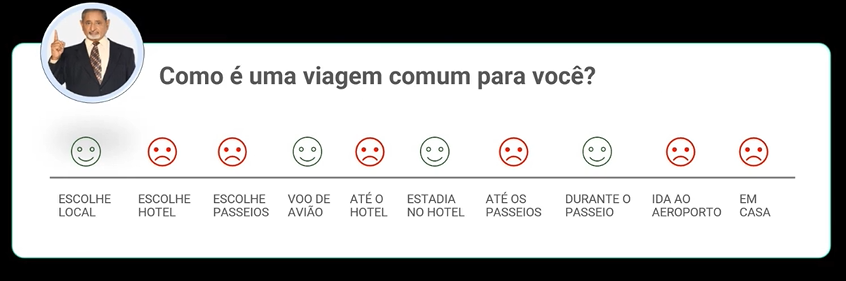 Como é uma viagem comum para você?
ESCOLHE LOCAL
ESCOLHE HOTEL
ESCOLHE PASSEIOS
VOO DE AVIÃO
ATÉ O HOTEL
ESTADIA NO HOTEL
ATÉ OS PASSEIOS
DURANTE O PASSEIO
IDA AO AEROPORTO
EM CASA